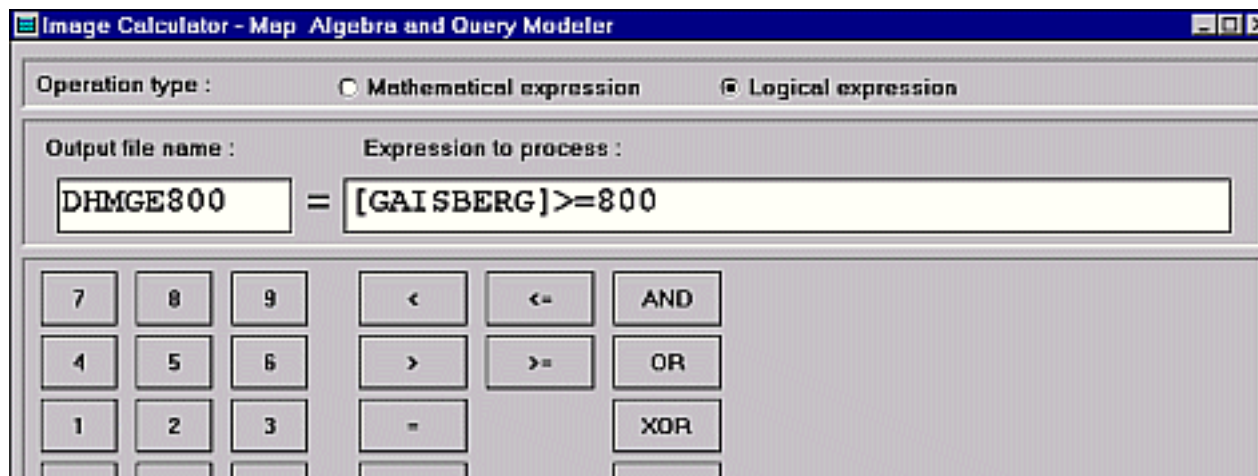 Image Calculator - Map Algebra and Query Modeler
Operation type : Mathematical expression Logical expression
Output file name : Expression to process :
DHMGE800 = [GAISBERG]>=800
7 8 9 < <= AND
4 5 6 > >= OR
1 2 3 = XOR